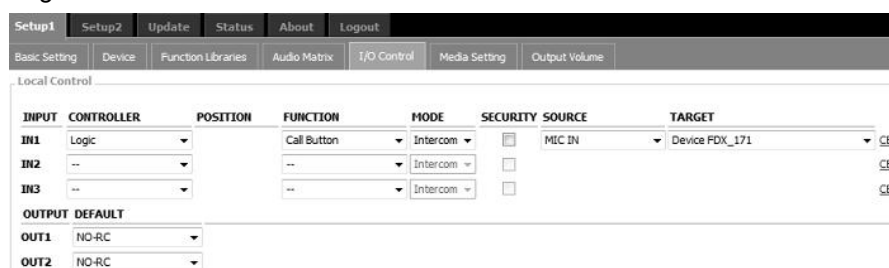 Setup1 Setup2 Update Status About Logout
Basic Setting Device Function Libraries Audio Matrix I/O Control Media Setting Output Volume
Local Control
INPUT CONTROLLER POSITION FUNCTION MODE SECURITY SOURCE TARGET
IN1 Logic Call Button Intercom MIC IN Device FDX_171
IN2 -- -- Intercom
IN3 -- -- Intercom
OUTPUT DEFAULT
OUT1 NO-RC
OUT2 NO-RC